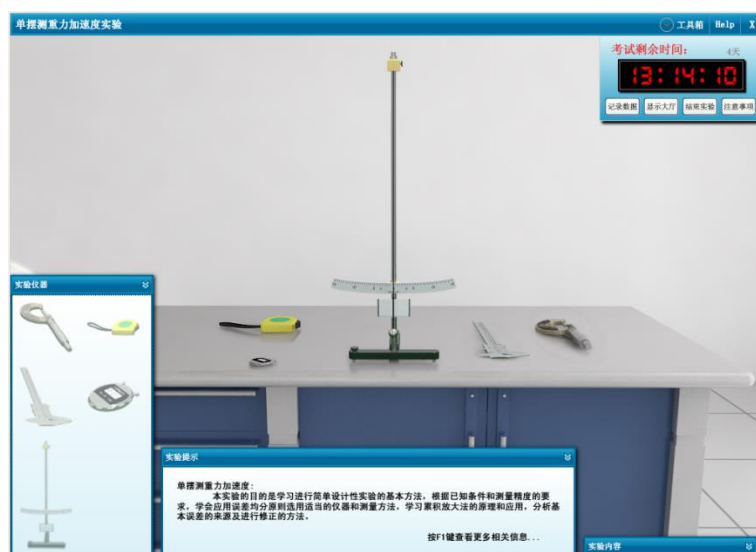 单摆测重力加速度实验
工具箱 Help X
考试剩余时间: 4天
13:14:10
记录数据 显示大厅 结束实验 注意事项
实验仪器
实验提示
单摆测重力加速度:
本实验的目的是学习进行简单设计性实验的基本方法, 根据已知条件和测量精度的要
求, 学会应用误差均分原则选用适当的仪器和测量方法, 学习累积放大法的原理和应用, 分析基
本误差的来源及进行修正的方法.
按F1键查看更多相关信息...
实验内容